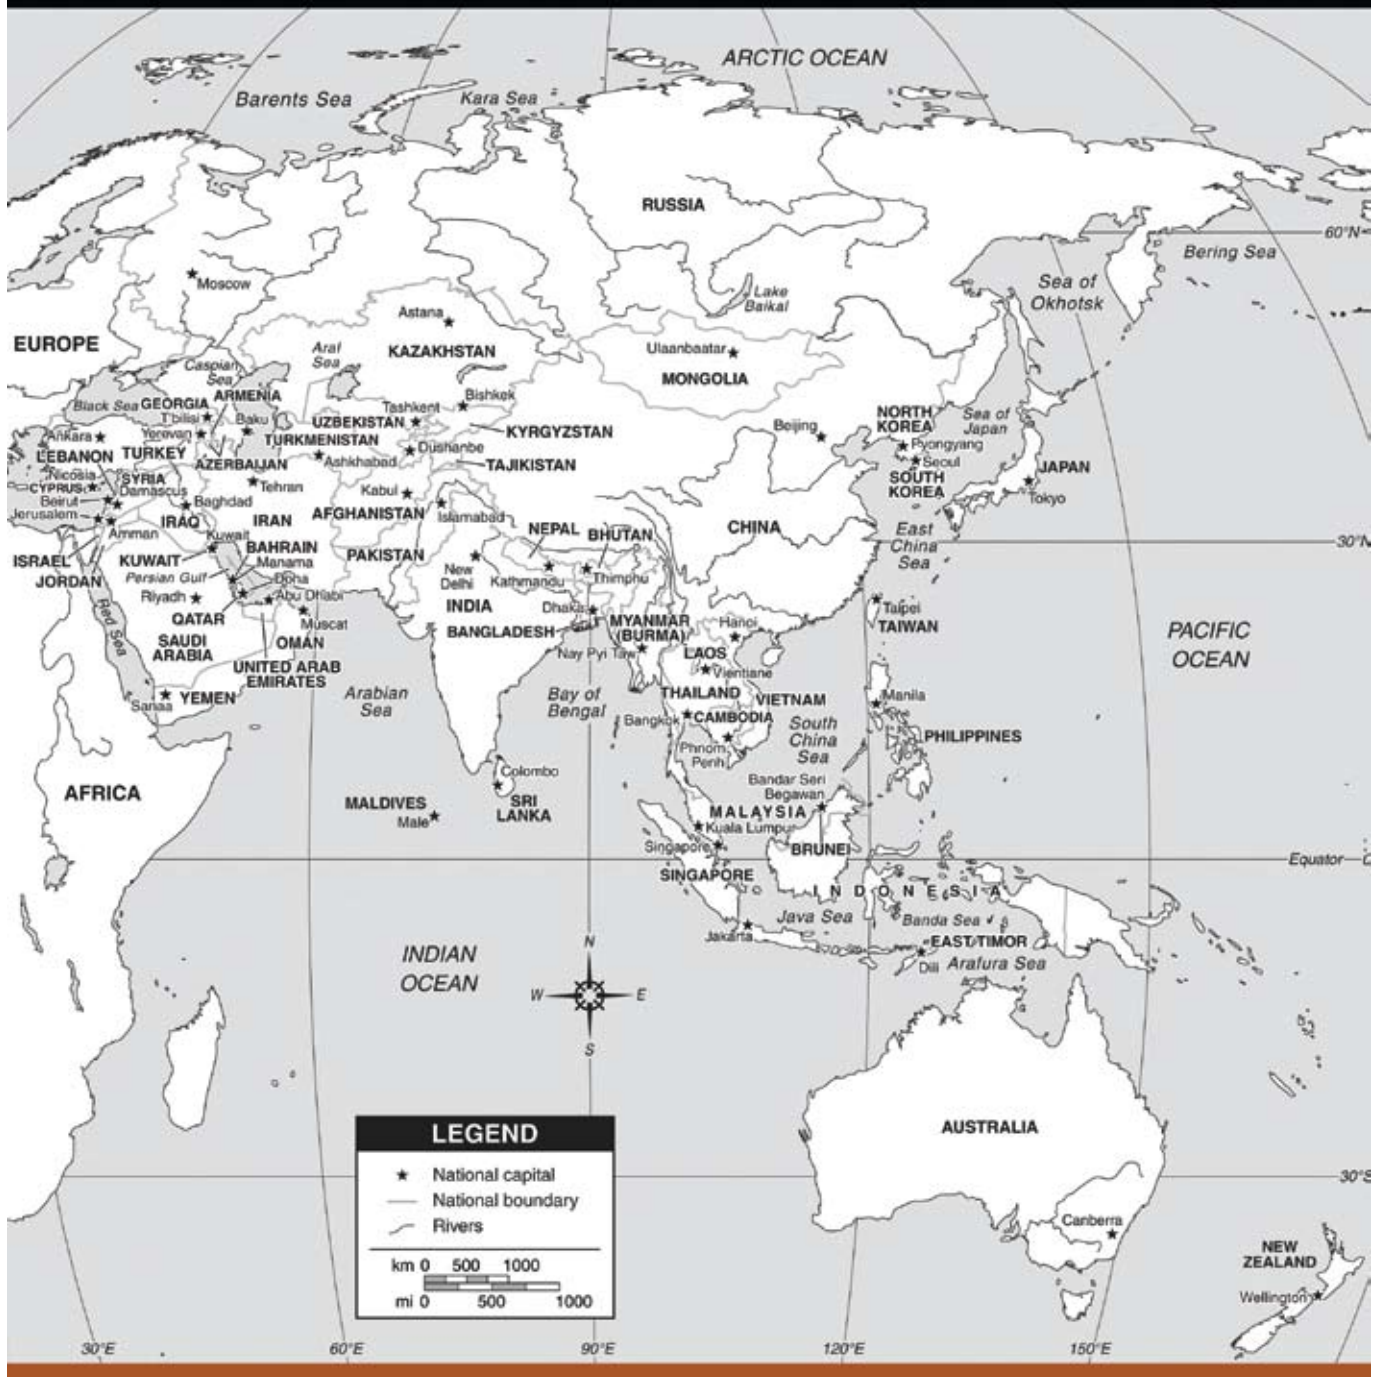 ARCTIC OCEAN
Barents Sea
Kara Sea
RUSSIA
60°N
Bering Sea
Sea of
Okhotsk
Moscow
Lake
Baikal
Astana
EUROPE
KAZAKHSTAN
Aral
Sea
Ulaanbaatar
MONGOLIA
Caspian
Sea
ARMENIA
Black Sea
GEORGIA
T'bilisi
Baku
Bishkek
Tashkent
UZBEKISTAN
KYRGYZSTAN
Beijing
NORTH
KOREA
Sea of
Japan
Pyongyang
Seoul
SOUTH
KOREA
JAPAN
Tokyo
Ankara
Yerevan
TURKMENISTAN
Dushanbe
LEBANON
TURKEY
AZERBAIJAN
Ashkhabad
TAJIKISTAN
Nicosia
CYPRUS
SYRIA
Damascus
Tehran
Kabul
Beirut
Baghdad
Jerusalem
IRAQ
IRAN
AFGHANISTAN
Islamabad
Amman
NEPAL
BHUTAN
CHINA
East
China
Sea
30°N
Kuwait
ISRAEL
KUWAIT
BAHRAIN
PAKISTAN
JORDAN
Persian Gulf
Manama
Doha
New
Delhi
Kathmandu
Thimphu
Riyadh
Abu Dhabi
INDIA
Dhaka
Taipei
TAIWAN
Red Sea
QATAR
Muscat
BANGLADESH
MYANMAR
(BURMA)
Hanoi
SAUDI
ARABIA
OMAN
Nay Pyi Taw
LAOS
Vientiane
PACIFIC
OCEAN
UNITED ARAB
EMIRATES
Sanaa
YEMEN
Arabian
Sea
Bay of
Bengal
THAILAND
VIETNAM
Manila
Bangkok
CAMBODIA
South
China
Sea
PHILIPPINES
Phnom
Penh
Colombo
Bandar Seri
Begawan
AFRICA
MALDIVES
Male
SRI
LANKA
MALAYSIA
Kuala Lumpur
Singapore
BRUNEI
Equator
SINGAPORE
INDONESIA
Java Sea
Banda Sea
Jakarta
EAST TIMOR
Dili
Arafura Sea
INDIAN
OCEAN
N
W
E
S
AUSTRALIA
LEGEND
National capital
National boundary
Rivers
km 0 500 1000
mi 0 500 1000
30°S
Canberra
NEW
ZEALAND
Wellington
30°E
60°E
90°E
120°E
150°E